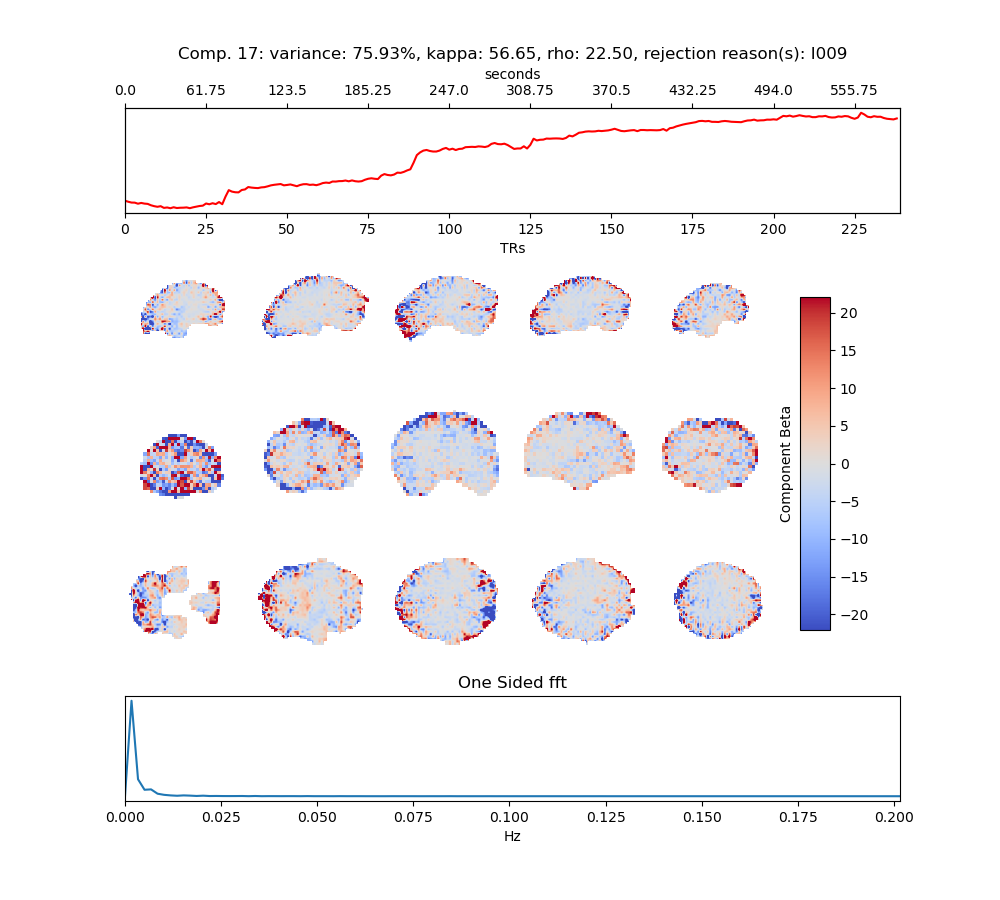 Comp. 17: variance: 75.93%, kappa: 56.65, rho: 22.50, rejection reason(s): I009
seconds
0.0 61.75 123.5 185.25 247.0 308.75 370.5 432.25 494.0 555.75
0 25 50 75 100 125 150 175 200 225
TRs
20
15
10
5
0
−5
−10
−15
−20
Component Beta
One Sided fft
0.000 0.025 0.050 0.075 0.100 0.125 0.150 0.175 0.200
Hz